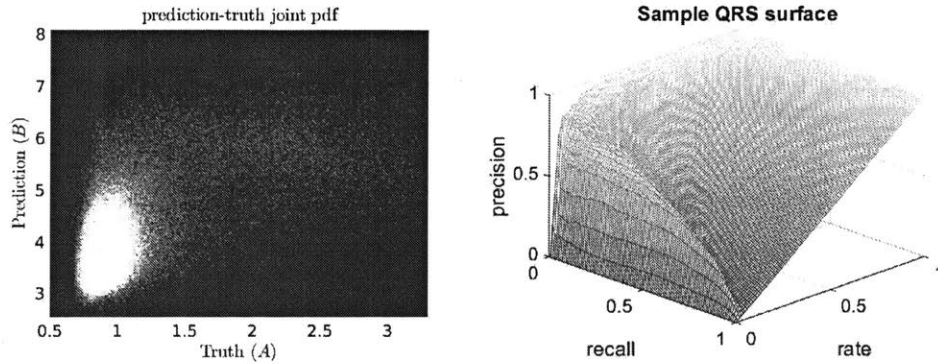 prediction-truth joint pdf
8
7
6
5
4
3
Prediction (B)
0.5 1 1.5 2 2.5 3
Truth (A)
Sample QRS surface
1
0.5
0
precision
0 0.5 1
recall
0 0.5
rate